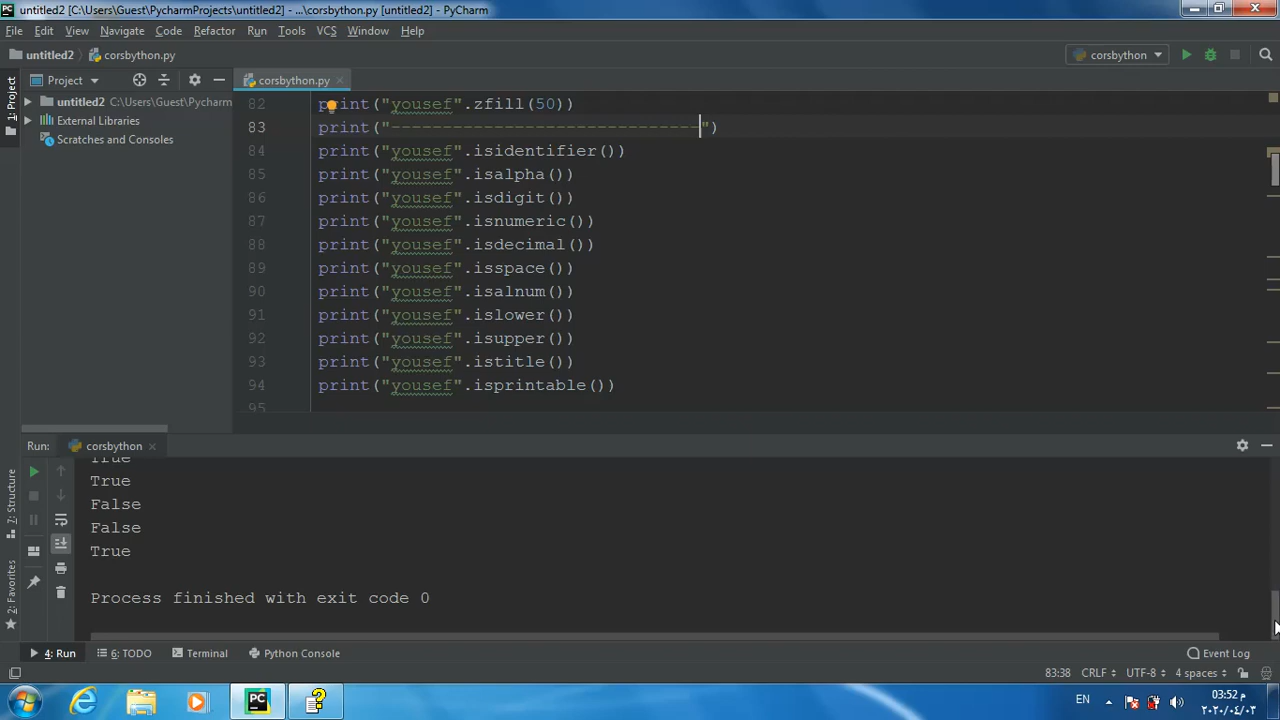 untitled2 [C:\Users\Guest\PycharmProjects\untitled2] - ...\corsbython.py [untitled2] - PyCharm
File Edit View Navigate Code Refactor Run Tools VCS Window Help
untitled2 corsbython.py
corsbython
1: Project
Project
corsbython.py
untitled2 C:\Users\Guest\Pycharm
External Libraries
Scratches and Consoles
82 print("yousef".zfill(50))
83 print("------------------------------")
84 print("yousef".isidentifier())
85 print("yousef".isalpha())
86 print("yousef".isdigit())
87 print("yousef".isnumeric())
88 print("yousef".isdecimal())
89 print("yousef".isspace())
90 print("yousef".isalnum())
91 print("yousef".islower())
92 print("yousef".isupper())
93 print("yousef".istitle())
94 print("yousef".isprintable())
95
Run: corsbython
True
True
False
False
True
Process finished with exit code 0
7: Structure
2: Favorites
4: Run 6: TODO Terminal Python Console Event Log
83:38 CRLF UTF-8 4 spaces
EN
03:52 م
٢٠٢٠/٠٤/٠٣